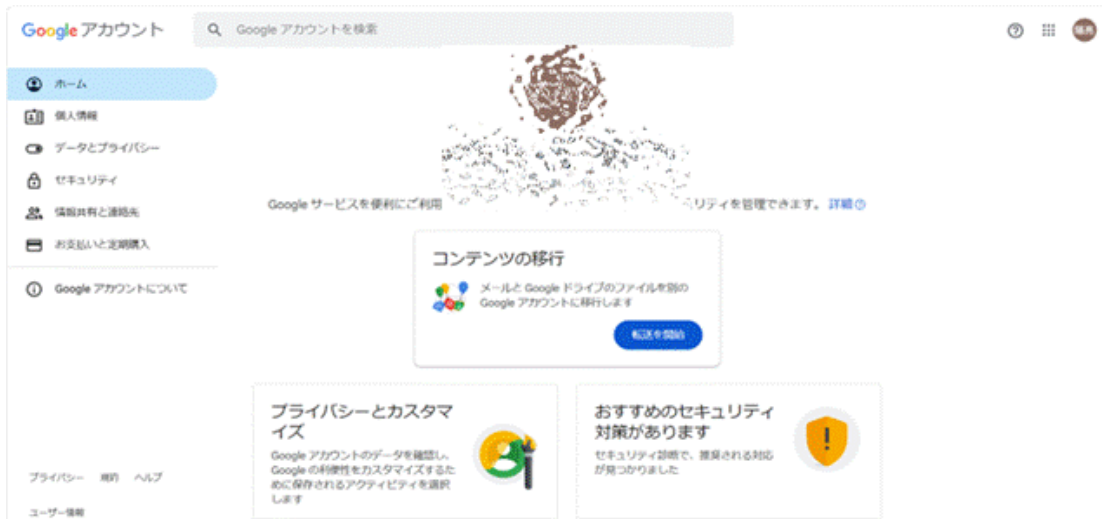 Google アカウント
Google アカウントを検索
ホーム
個人情報
データとプライバシー
セキュリティ
情報共有と連絡先
お支払いと定期購入
Google アカウントについて
プライバシー 規約 ヘルプ
ユーザー情報
Google サービスを便利にご利用 リティを管理できます。 詳細
コンテンツの移行
メールと Google ドライブのファイルを別の
Google アカウントに移行します
転送を開始
プライバシーとカスタマ
イズ
Google アカウントのデータを確認し、
Google の利便性をカスタマイズするた
めに保存されるアクティビティを選択
します
おすすめのセキュリティ
対策があります
セキュリティ診断で、推奨される対応
が見つかりました